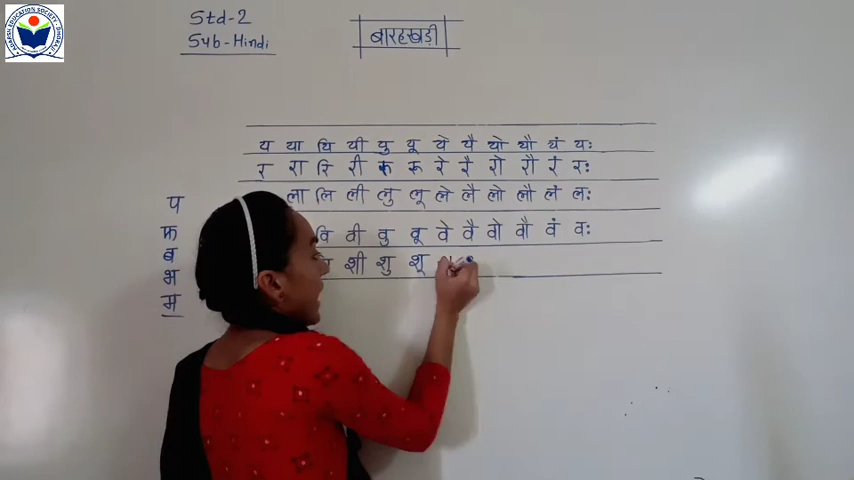 Std-2
Sub-Hindi
बारहखड़ी
य या यि यी यु यू ये यै यो यौ यं यः
र रा रि री रु रू रे रै रो रौ रं रः
ला लि ली लु लू ले लै लो लौ लं लः
वि वी वु वू वे वै वो वौ वं वः
शी शु शू
प
फ
ब
भ
म